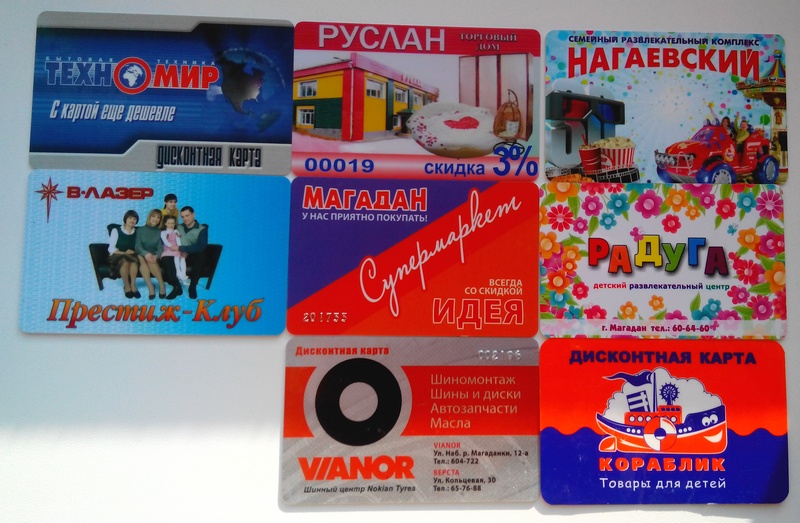 БЫТОВАЯ ТЕХНИКА
ТЕХНОМИР
С картой еще дешевле
ДИСКОНТНАЯ КАРТА
РУСЛАН
ТОРГОВЫЙ ДОМ
00019 СКИДКА 3%
СЕМЕЙНЫЙ РАЗВЛЕКАТЕЛЬНЫЙ КОМПЛЕКС
НАГАЕВСКИЙ
В-ЛАЗЕР
Престиж-Клуб
МАГАДАН
У НАС ПРИЯТНО ПОКУПАТЬ!
Супермаркет
ВСЕГДА
СО СКИДКОЙ
ИДЕЯ
201733
РАДУГА
детский развлекательный центр
г. Магадан тел.: 60-64-60
Дисконтная карта
Шиномонтаж
Шины и диски
Автозапчасти
Масла
VIANOR
Шинный центр Nokian Tyres
VIANOR
Ул. Наб. р. Магаданки, 12-а
Тел.: 604-722
ВЕРСТА
Ул. Кольцевая, 30
Тел.: 65-76-88
ДИСКОНТНАЯ КАРТА
КОРАБЛИК
Товары для детей